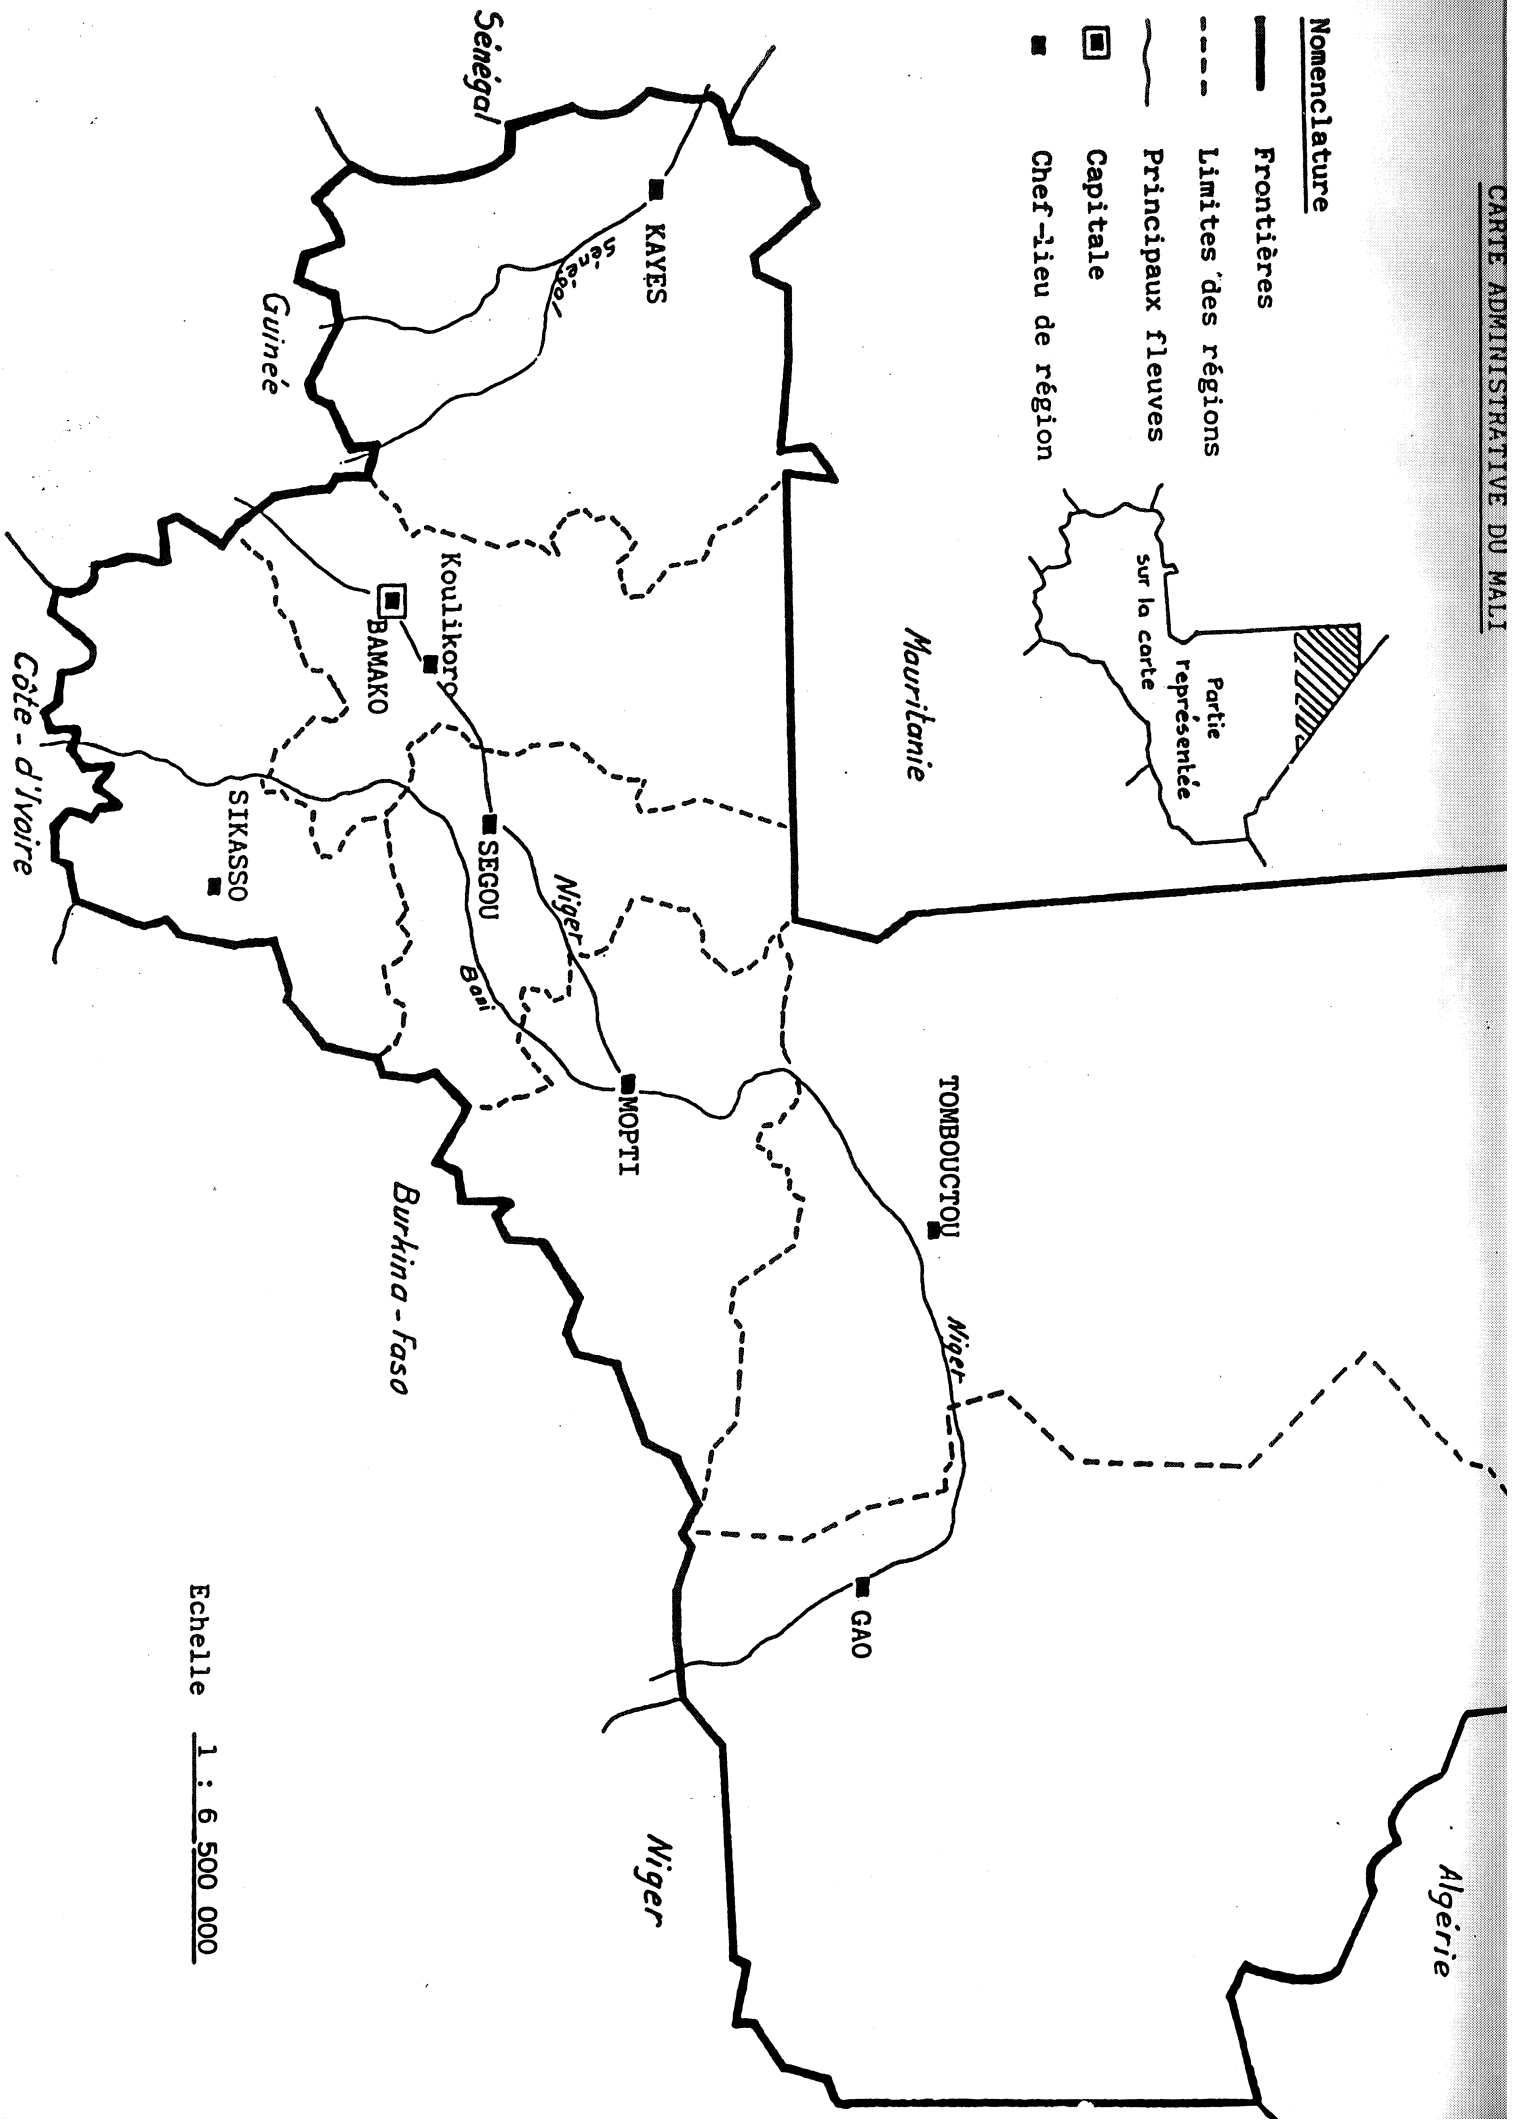 CARTE ADMINISTRATIVE DU MALI
Nomenclature
Frontières
Limites des régions
Principaux fleuves
Capitale
Chef-lieu de région
Partie
représentée
sur la carte
Algérie
Mauritanie
TOMBOUCTOU
Niger
GAO
KAYES
Sénégal
Niger
MOPTI
Niger
SEGOU
Bani
Sénégal
Koulikoro
BAMAKO
Burkina-Faso
Guinée
SIKASSO
Côte-d'Ivoire
Echelle 1 : 6 500 000